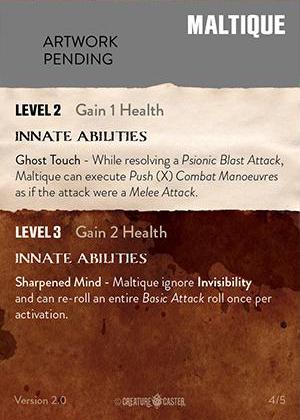 MALTIQUE
ARTWORK
PENDING
LEVEL 2 Gain 1 Health
INNATE ABILITIES
Ghost Touch - While resolving a Psionic Blast Attack,
Maltique can execute Push (X) Combat Manoeuvres
as if the attack were a Melee Attack.
LEVEL 3 Gain 2 Health
INNATE ABILITIES
Sharpened Mind - Maltique ignore Invisibility
and can re-roll an entire Basic Attack roll once per
activation.
Version 2.0 © CREATURE CASTER 4/5